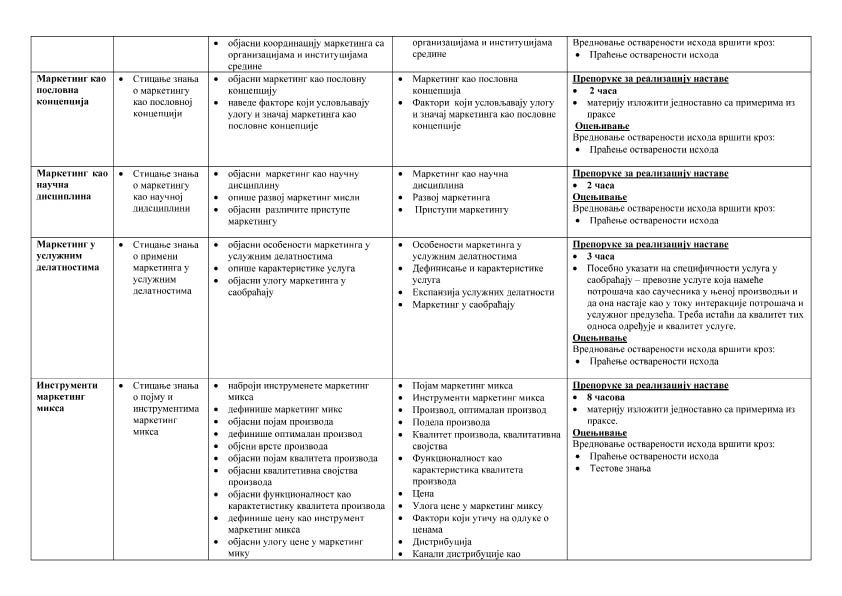 објасни координацију маркетинга са
организацијама и институцијама
средине
организацијама и институцијама
средине
Вредновање остварености исхода вршити кроз:
• Праћење остварености исхода
Маркетинг као
пословна
концепција
• Стицање знања
о маркетингу
као пословној
концепцији
• објасни маркетинг као пословну
концепцију
• наведе факторе који условљавају
улогу и значај маркетинга као
пословне концепције
• Маркетинг као пословна
концепција
• Фактори који условљавају улогу
и значај маркетинга као пословне
концепције
Препоруке за реализацију наставе
• 2 часа
• материју изложити једноставно са примерима из
праксе
Оцењивање
Вредновање остварености исхода вршити кроз:
• Праћење остварености исхода
Маркетинг као
научна
дисциплина
• Стицање знања
о маркетингу
као научној
дидсциплини
• објасни маркетинг као научну
дисциплину
• опише развој маркетинг мисли
• објасни различите приступе
маркетингу
• Маркетинг као научна
дисциплина
• Развој маркетинга
• Приступи маркетингу
Препоруке за реализацију наставе
• 2 часа
Оцењивање
Вредновање остварености исхода вршити кроз:
• Праћење остварености исхода
Маркетинг у
услужним
делатностима
• Стицање знања
о примени
маркетинга у
услужним
делатностима
• објасни особености маркетинга у
услужним делатностима
• опише карактеристике услуга
• објасни улогу маркетинга у
саобраћају
• Особености маркетинга у
услужним делатностима
• Дефинисање и карактеристике
услуга
• Експанзија услужних делатности
• Маркетинг у саобраћају
Препоруке за реализацију наставе
• 3 часа
• Посебно указати на специфичности услуга у
саобраћају – превозне услуге која намеће
потрошача као саучесника у њеној производњи и
да она настаје као у току интеракције потрошача и
услужног предузећа. Треба истаћи да квалитет тих
односа одређује и квалитет услуге.
Оцењивање
Вредновање остварености исхода вршити кроз:
• Праћење остварености исхода
Инструменти
маркетинг
микса
• Стицање знања
о појму и
инструментима
маркетинг
микса
• наброји инструменете маркетинг
микса
• дефинише маркетинг микс
• објасни појам производа
• дефинише оптималан производ
• објсни врсте производа
• објасни појам квалитета производа
• објасни квалитетивна својства
производа
• објасни функционалност као
карактетистику квалитета производа
• дефинише цену као инструмент
маркетинг микса
• објасни улогу цене у маркетинг
мику
• Појам маркетинг микса
• Инструменти маркетинг микса
• Производ, оптималан производ
• Подела производа
• Квалитет производа, квалитативна
својства
• Функционалност као
карактеристика квалитета
производа
• Цена
• Улога цене у маркетинг миксу
• Фактори који утичу на одлуке о
ценама
• Дистрибуција
• Канали дистрибуције као
Препоруке за реализацију наставе
• 8 часова
• материју изложити једноставно са примерима из
праксе.
Оцењивање
Вредновање остварености исхода вршити кроз:
• Праћење остварености исхода
• Тестове знања